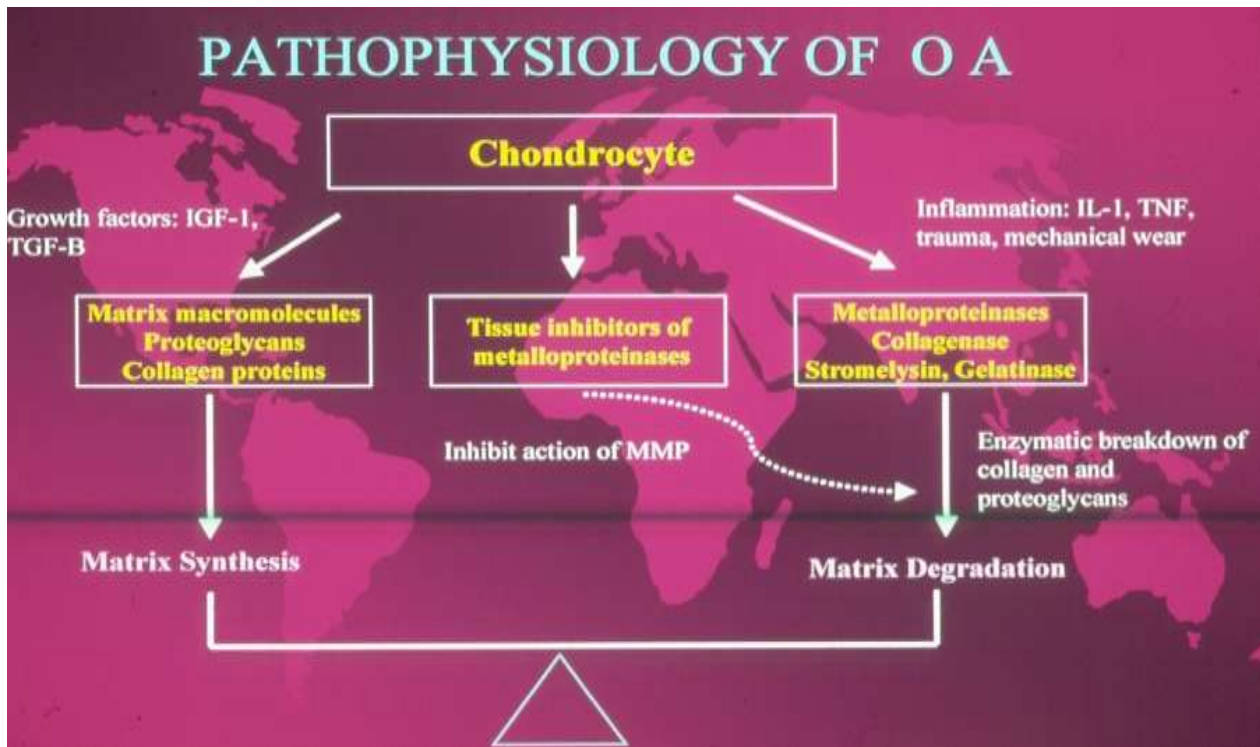 PATHOPHYSIOLOGY OF O A
Chondrocyte
Growth factors: IGF-1,
TGF-B
Inflammation: IL-1, TNF,
trauma, mechanical wear
Matrix macromolecules
Proteoglycans
Collagen proteins
Tissue inhibitors of
metalloproteinases
Metalloproteinases
Collagenase
Stromelysin, Gelatinase
Inhibit action of MMP
Enzymatic breakdown of
collagen and
proteoglycans
Matrix Synthesis
Matrix Degradation